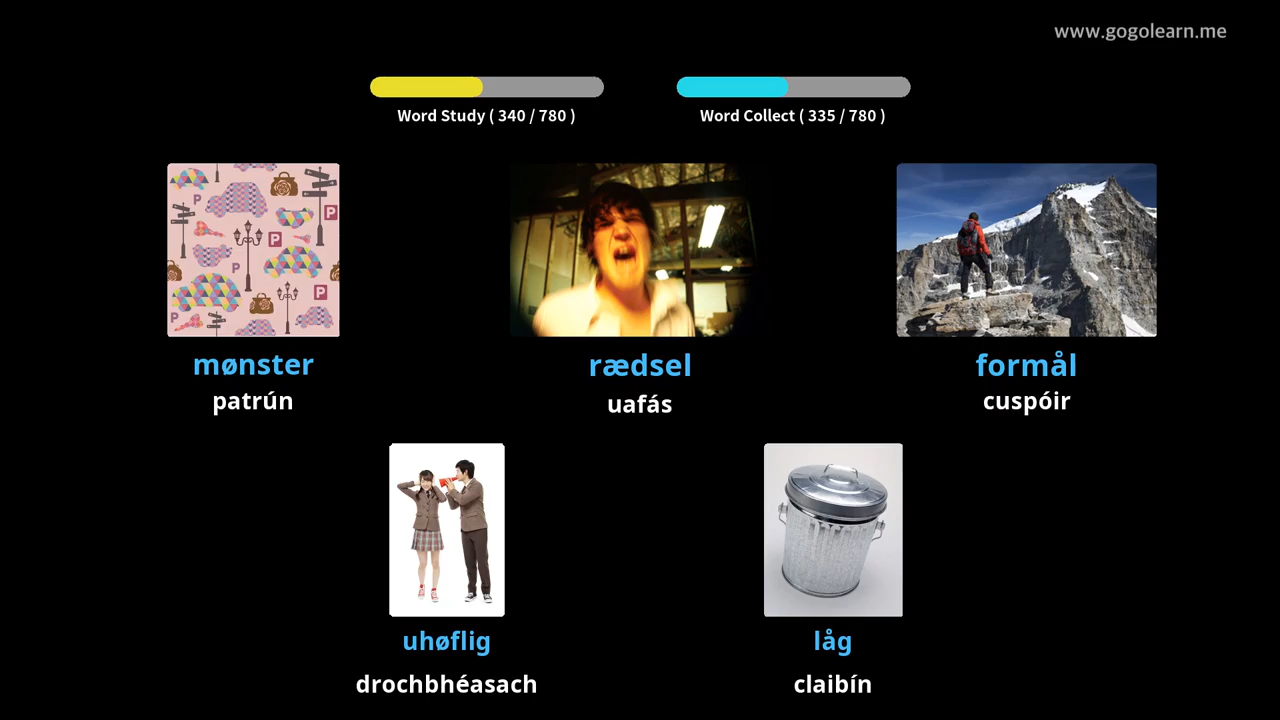 www.gogolearn.me
Word Study ( 340 / 780 )
Word Collect ( 335 / 780 )
P
P
P
P
P
P
mønster
rædsel
formål
patrún
uafás
cuspóir
uhøflig
låg
drochbhéasach
claibín